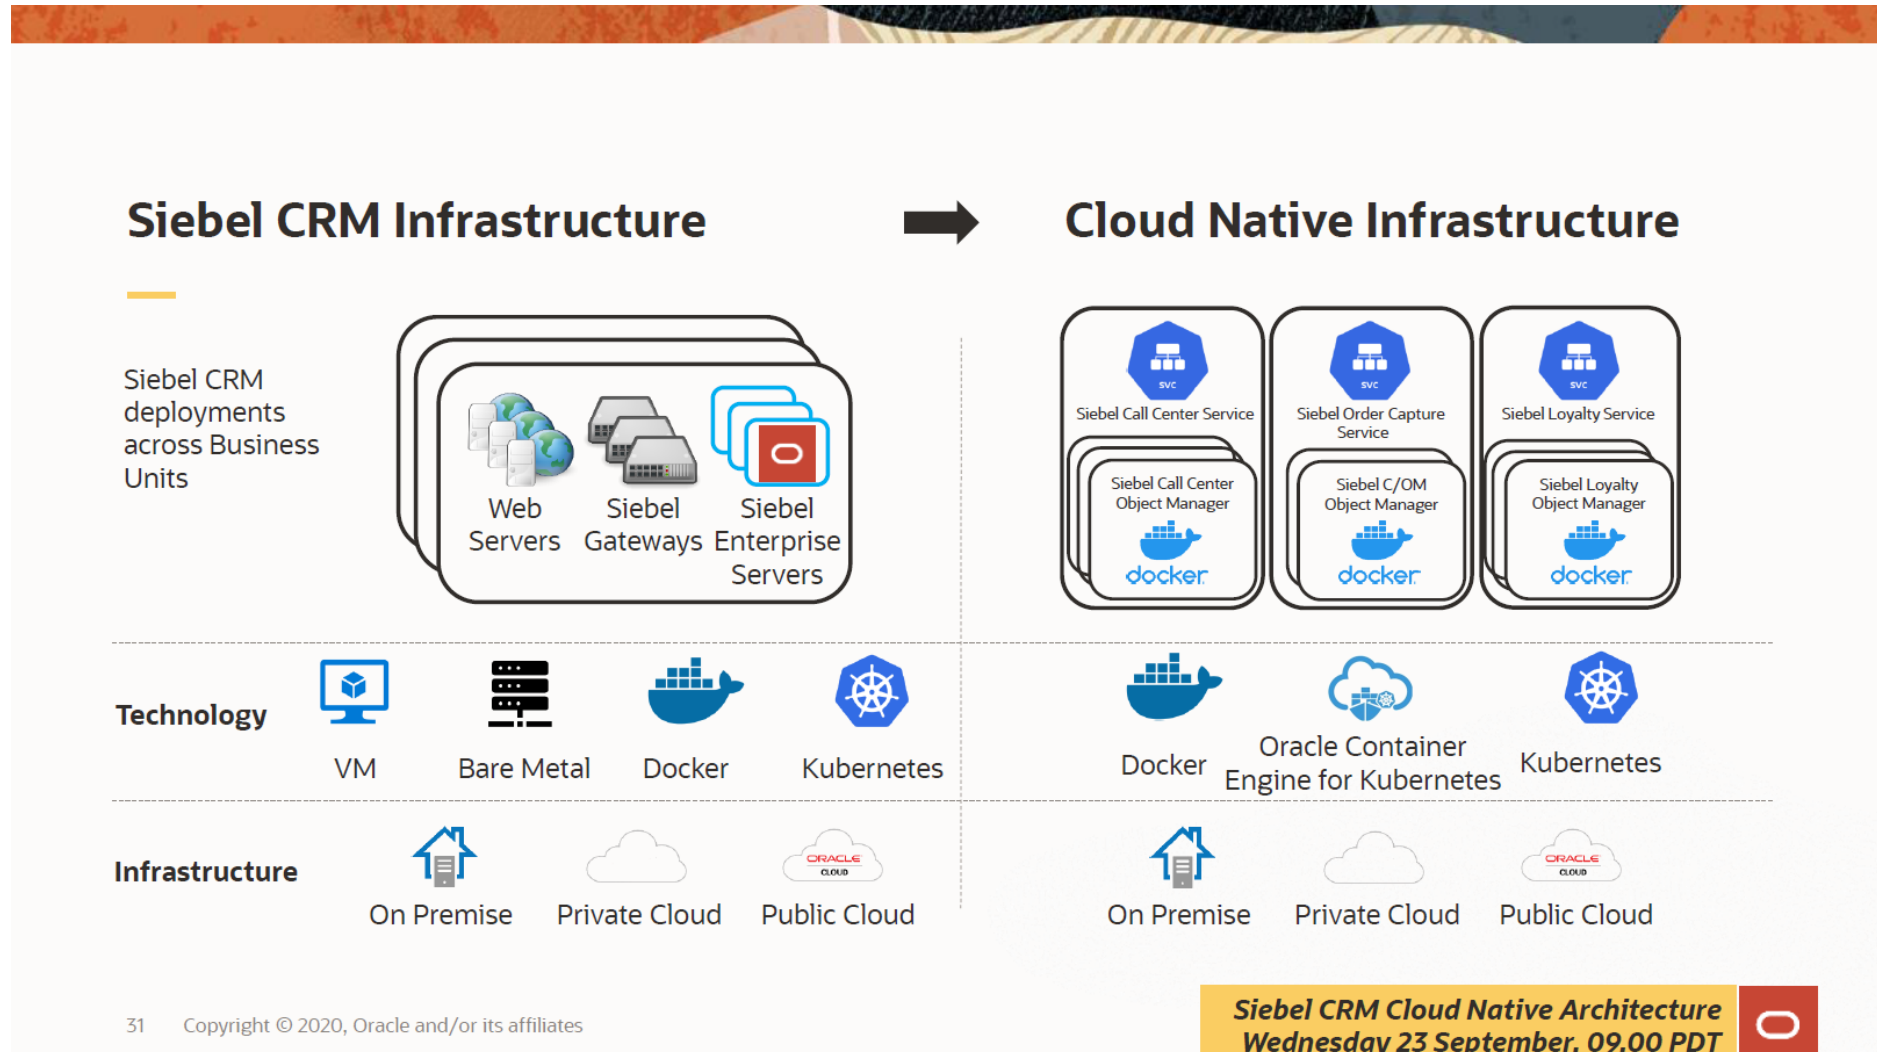 Siebel CRM Infrastructure
Cloud Native Infrastructure
Siebel CRM
deployments
across Business
Units
Web
Servers
Siebel
Gateways
Siebel
Enterprise
Servers
svc
Siebel Call Center Service
Siebel Call Center
Object Manager
docker
svc
Siebel Order Capture
Service
Siebel C/OM
Object Manager
docker
svc
Siebel Loyalty Service
Siebel Loyalty
Object Manager
docker
Technology
VM
Bare Metal
Docker
Kubernetes
Docker
Oracle Container
Engine for Kubernetes
Kubernetes
Infrastructure
On Premise
Private Cloud
ORACLE
CLOUD
Public Cloud
On Premise
Private Cloud
ORACLE
CLOUD
Public Cloud
31 Copyright © 2020, Oracle and/or its affiliates
Siebel CRM Cloud Native Architecture
Wednesday 23 September, 09.00 PDT